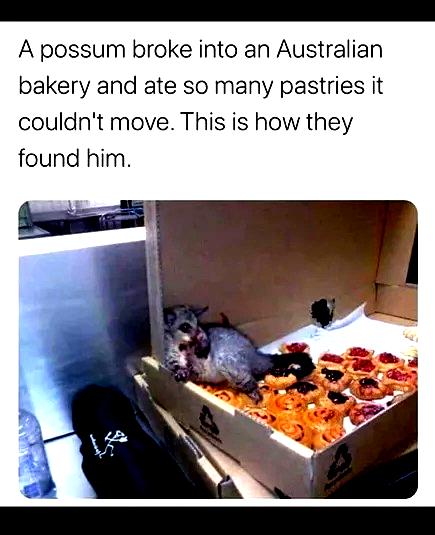 A possum broke into an Australian
bakery and ate so many pastries it
couldn't move. This is how they
found him.